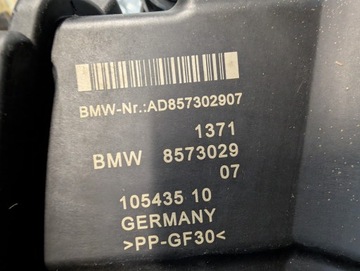 BMW-Nr.:AD857302907
1371
BMW 8573029
07
105435 10
GERMANY
>PP-GF30<